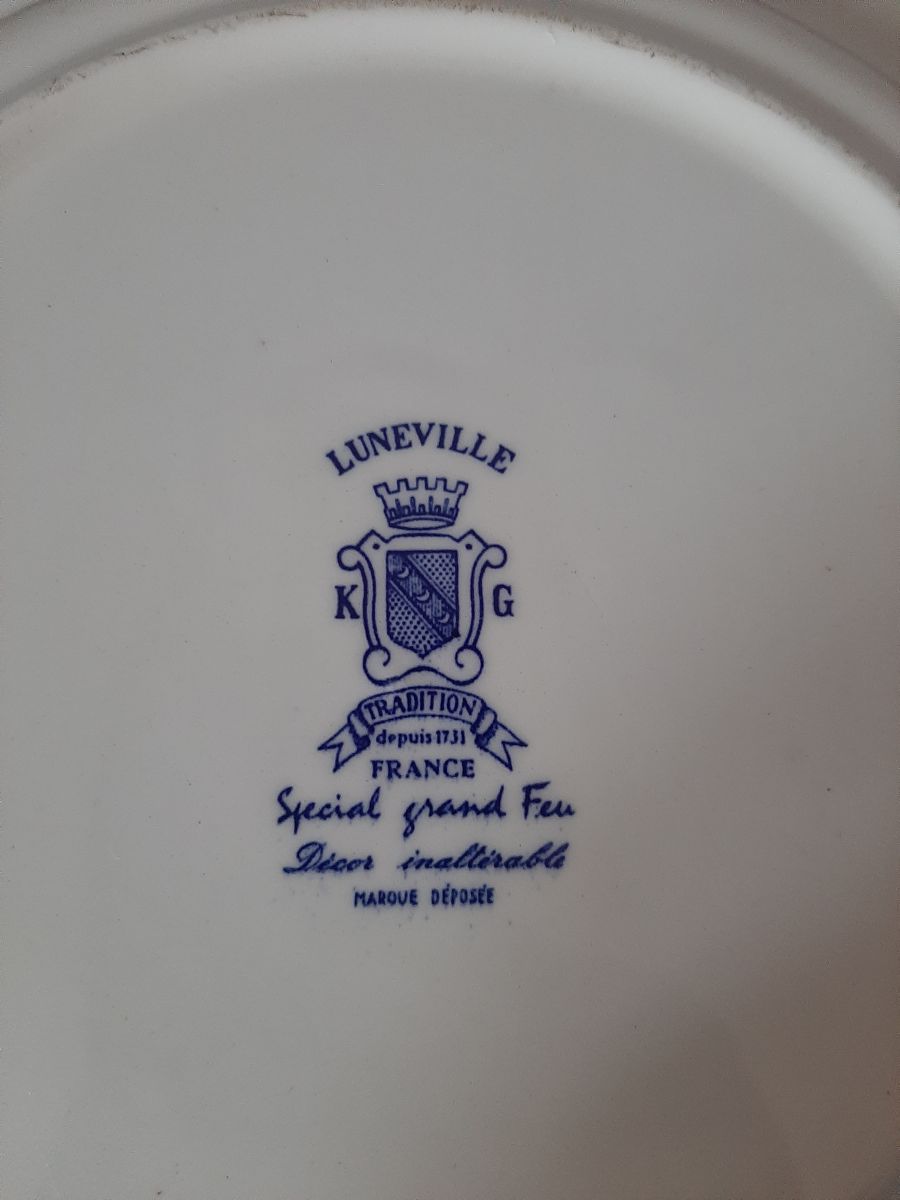 LUNEVILLE
K G
TRADITION
depuis 1731
FRANCE
Special grand Feu
Décor inaltérable
MARQUE DÉPOSÉE